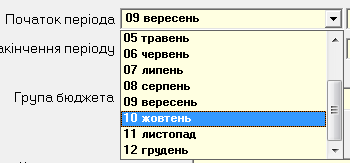 Початок періода 09 вересень
05 травень
акінчення періоду 06 червень
07 липень
08 серпень
Група бюджета 09 вересень
10 жовтень
11 листопад
12 грудень